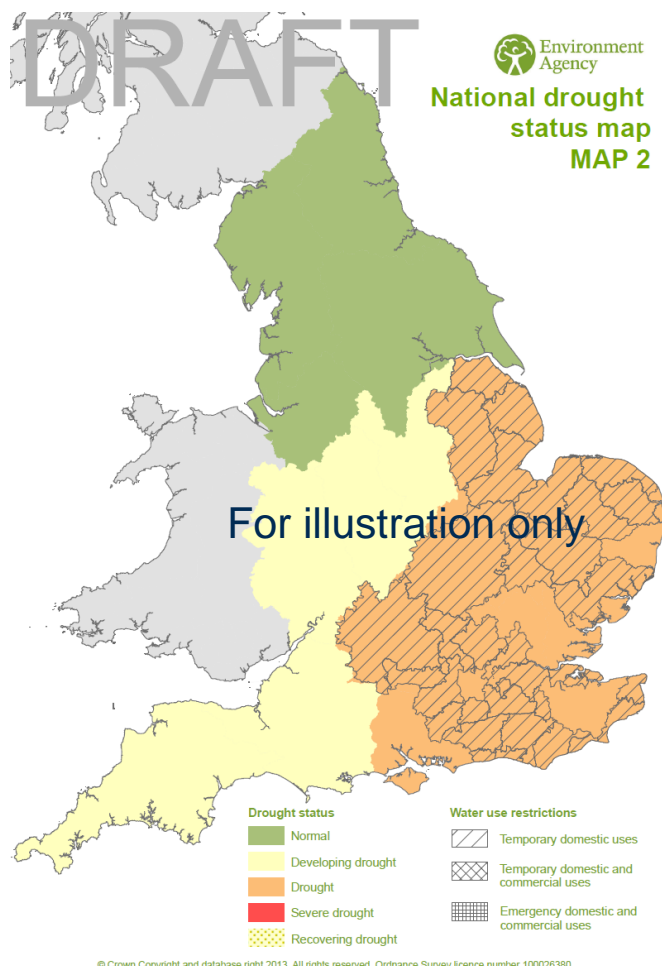 DRAFT
Environment
Agency
National drought
status map
MAP 2
For illustration only
Drought status
Normal
Developing drought
Drought
Severe drought
Recovering drought
Water use restrictions
Temporary domestic uses
Temporary domestic and
commercial uses
Emergency domestic and
commercial uses
© Crown Copyright and database right 2013. All rights reserved. Ordnance Survey licence number 100026380